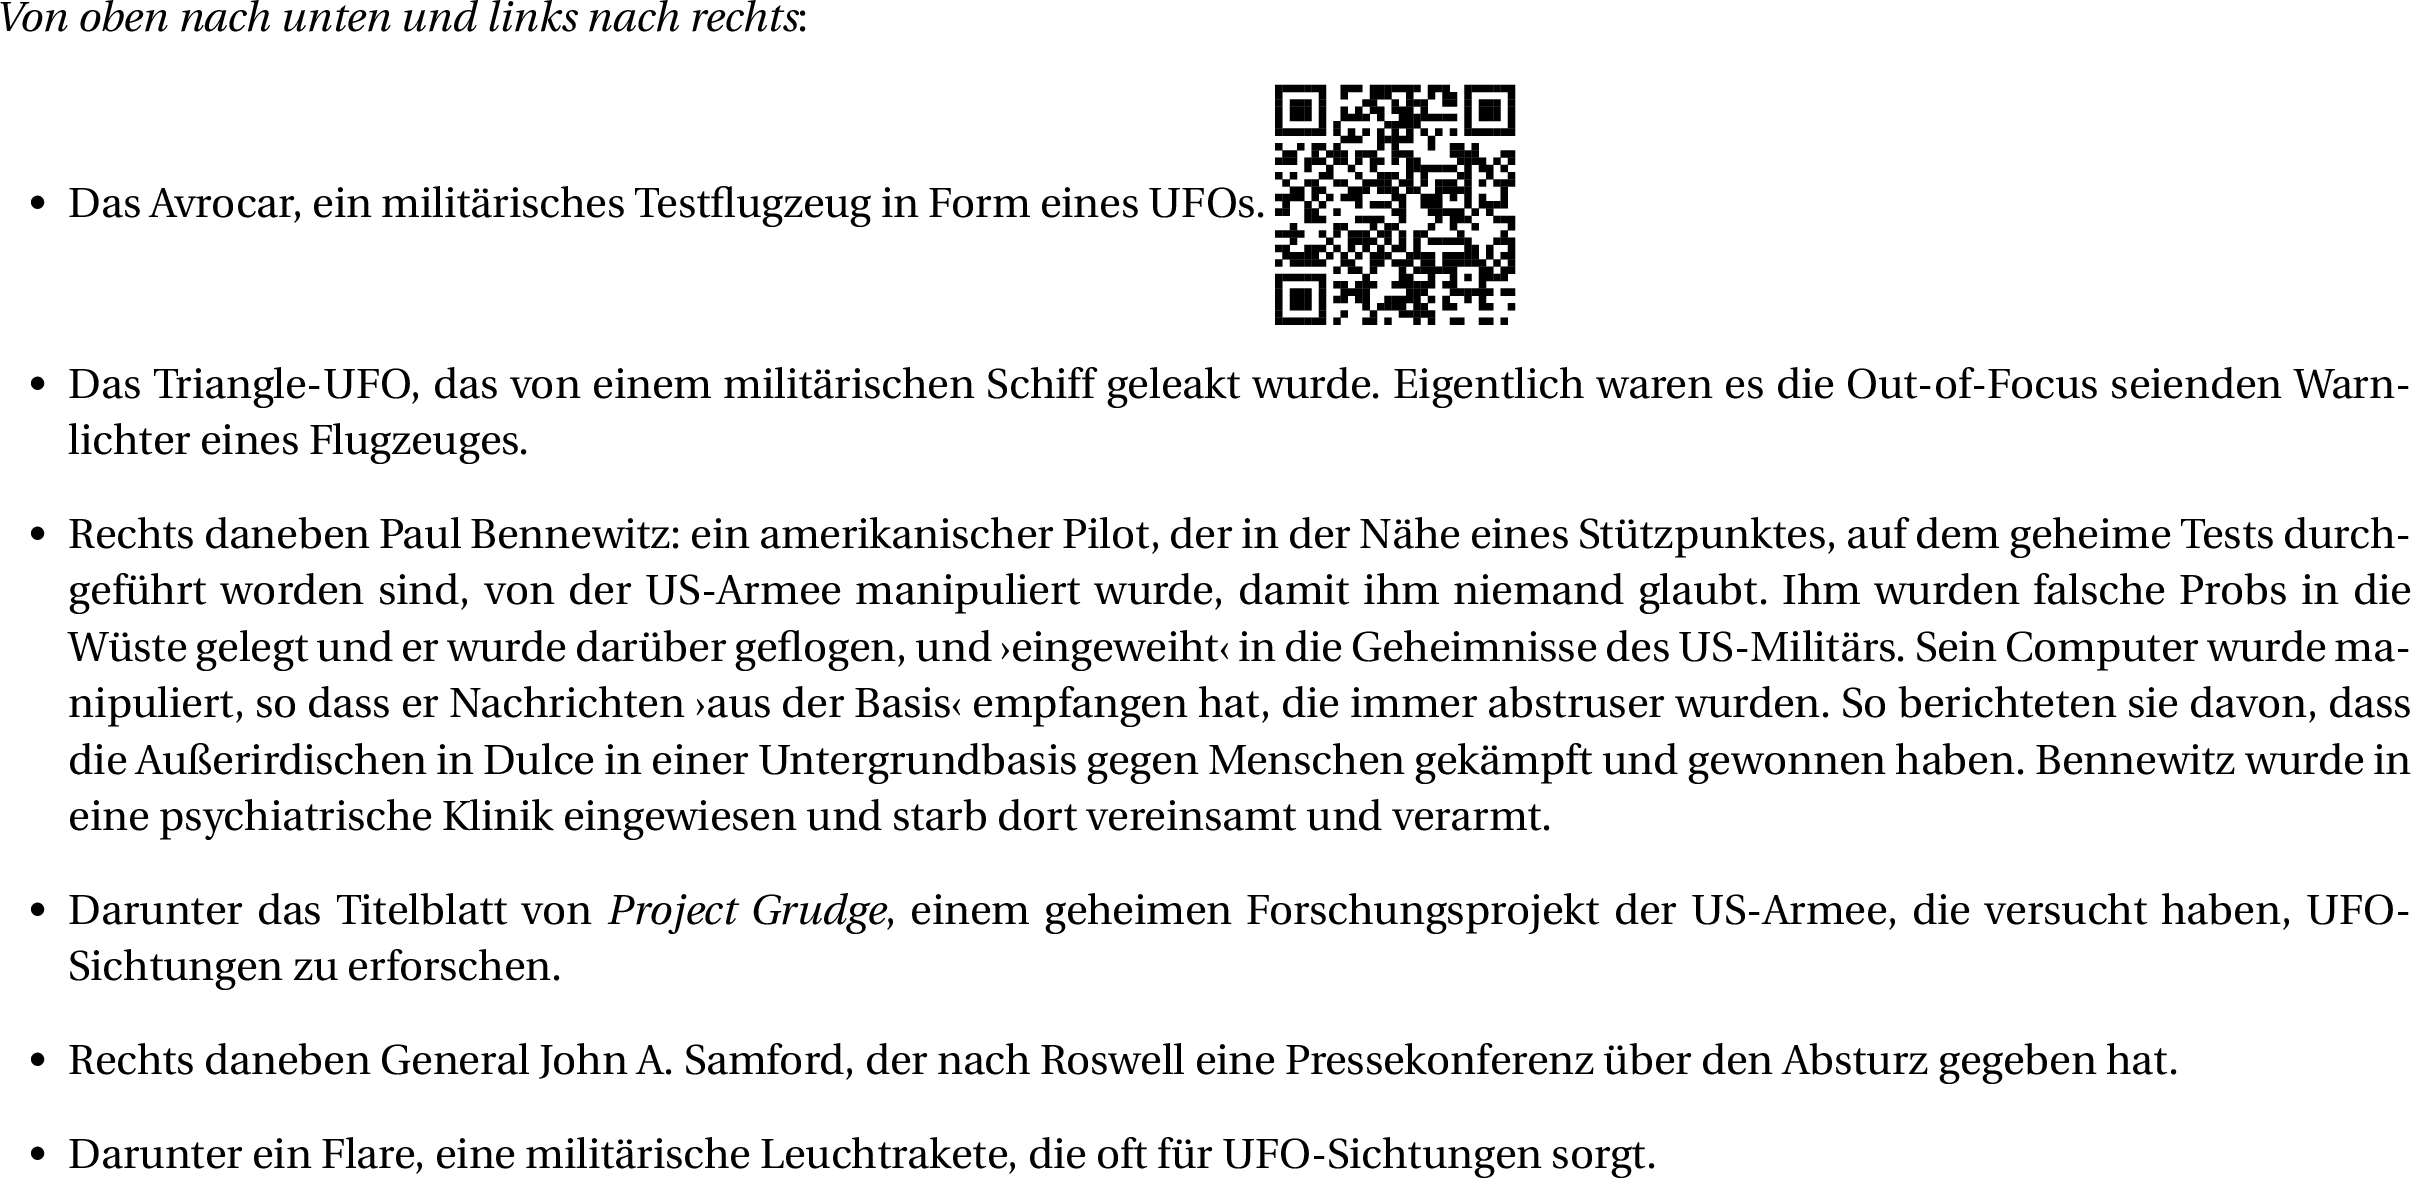 Von oben nach unten und links nach rechts:
• Das Avrocar, ein militärisches Testflugzeug in Form eines UFOs.
• Das Triangle-UFO, das von einem militärischen Schiff geleakt wurde. Eigentlich waren es die Out-of-Focus seienden Warn-
lichter eines Flugzeuges.
• Rechts daneben Paul Bennewitz: ein amerikanischer Pilot, der in der Nähe eines Stützpunktes, auf dem geheime Tests durch-
geführt worden sind, von der US-Armee manipuliert wurde, damit ihm niemand glaubt. Ihm wurden falsche Probs in die
Wüste gelegt und er wurde darüber geflogen, und ›eingeweiht‹ in die Geheimnisse des US-Militärs. Sein Computer wurde ma-
nipuliert, so dass er Nachrichten ›aus der Basis‹ empfangen hat, die immer abstruser wurden. So berichteten sie davon, dass
die Außerirdischen in Dulce in einer Untergrundbasis gegen Menschen gekämpft und gewonnen haben. Bennewitz wurde in
eine psychiatrische Klinik eingewiesen und starb dort vereinsamt und verarmt.
• Darunter das Titelblatt von Project Grudge, einem geheimen Forschungsprojekt der US-Armee, die versucht haben, UFO-
Sichtungen zu erforschen.
• Rechts daneben General John A. Samford, der nach Roswell eine Pressekonferenz über den Absturz gegeben hat.
• Darunter ein Flare, eine militärische Leuchtrakete, die oft für UFO-Sichtungen sorgt.